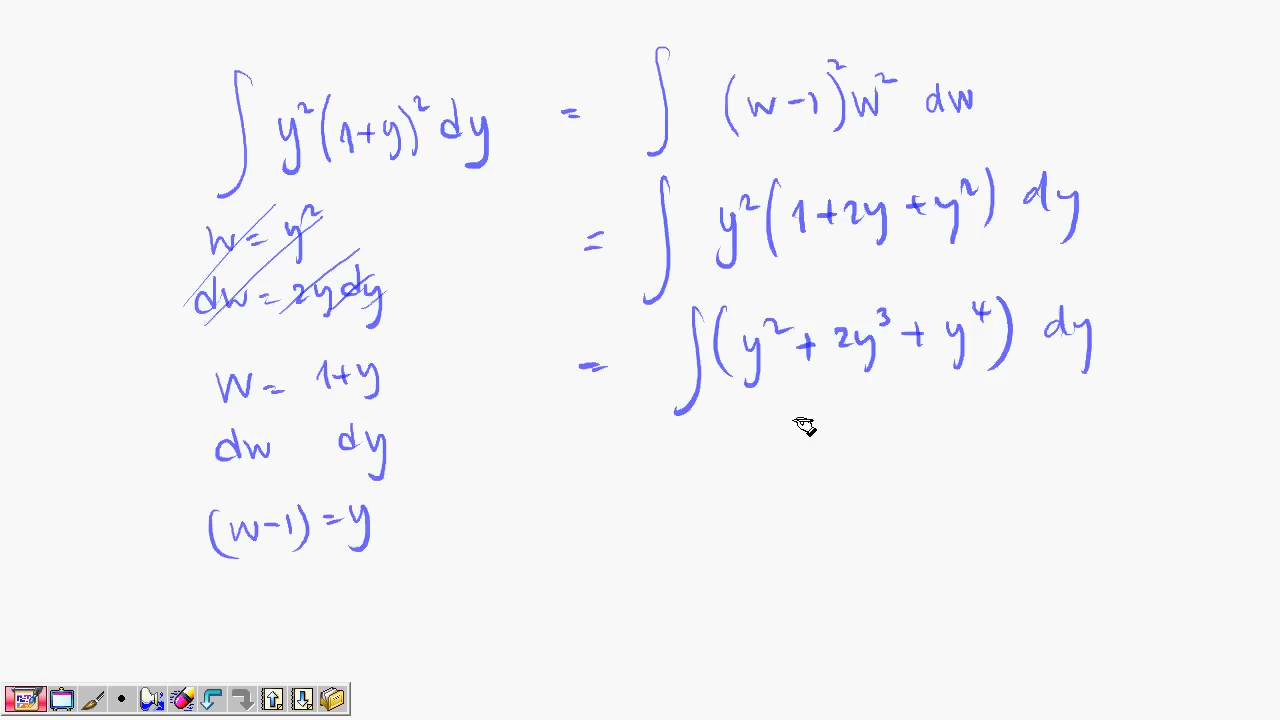 ∫ y²(1+y)² dy = ∫ (w-1)² w² dw
w = y²
= ∫ y²(1+2y+y²) dy
dw = 2y dy
= ∫ (y² + 2y³ + y⁴) dy
w = 1+y
dw dy
(w-1) = y